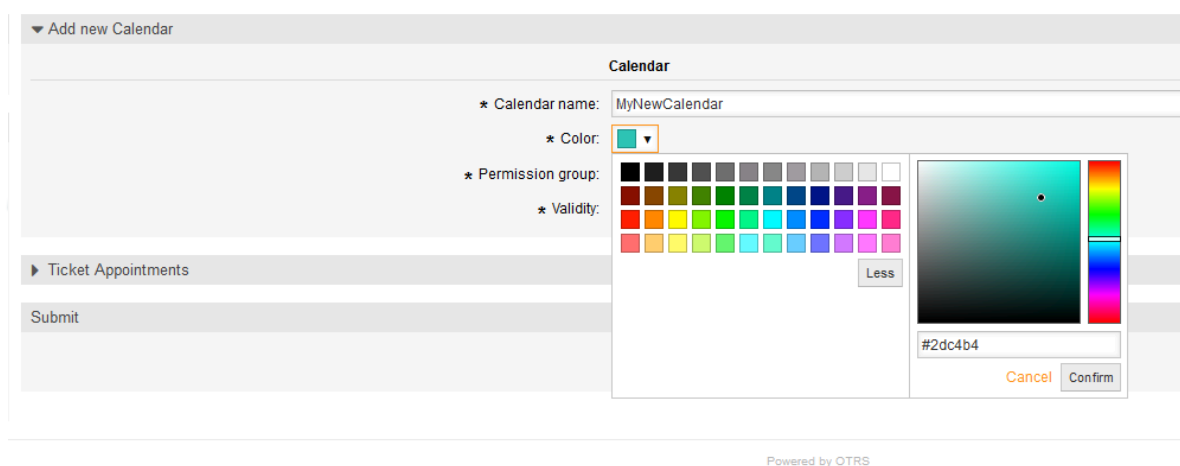 Add new Calendar
Calendar
* Calendar name: MyNewCalendar
* Color:
* Permission group:
* Validity:
Less
#2dc4b4
Cancel Confirm
Ticket Appointments
Submit
Powered by OTRS